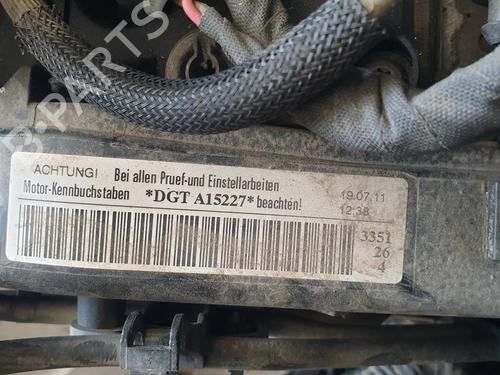 B-PARTS
ACHTUNG! Bei allen Pruef-und Einstellarbeiten
Motor-Kennbuchstaben *DGT A15227* beachten!
19.07.11
12:38
3351
26
4